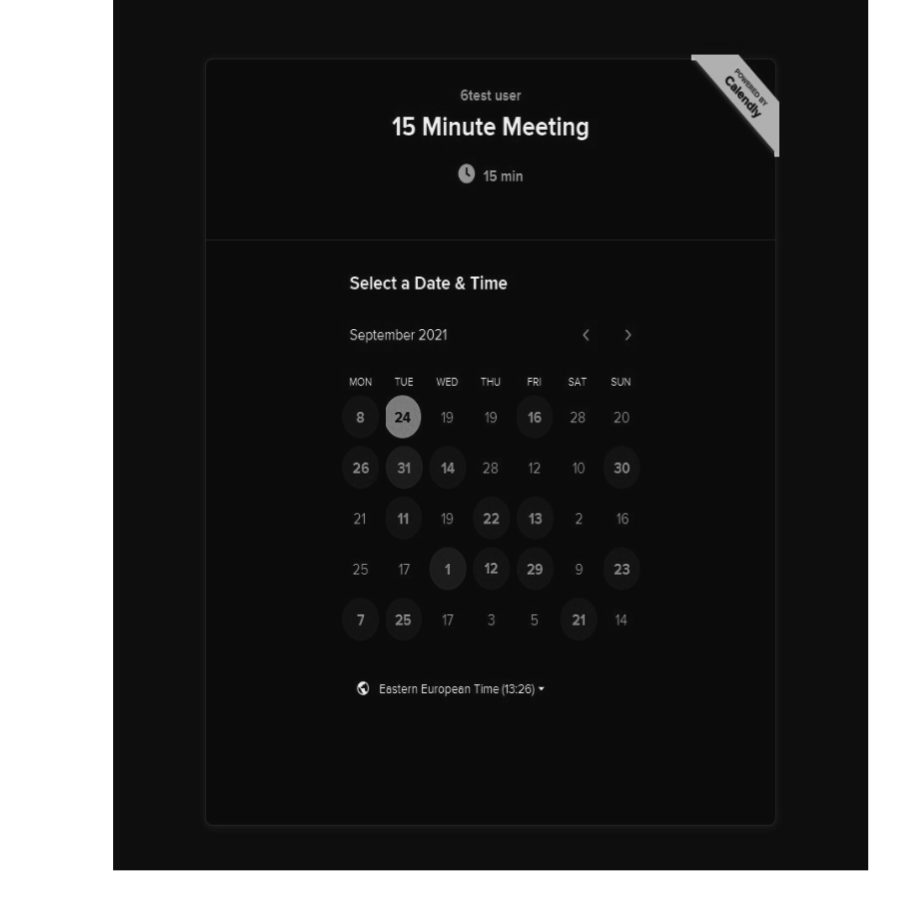 POWERED BY
Calendly
6test user
15 Minute Meeting
15 min
Select a Date & Time
September 2021
MON TUE WED THU FRI SAT SUN
8 24 19 19 16 28 20
26 31 14 28 12 10 30
21 11 19 22 13 2 16
25 17 1 12 29 9 23
7 25 17 3 5 21 14
Eastern European Time (13:26)